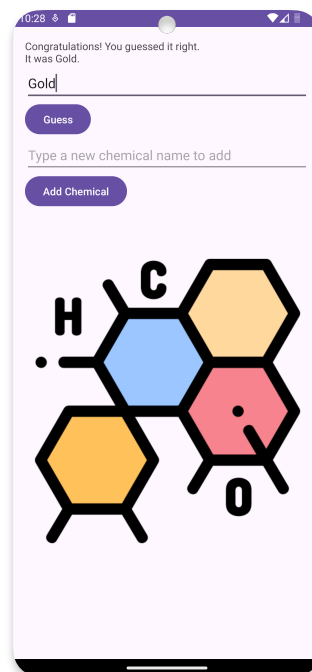 10:28
Congratulations! You guessed it right.
It was Gold.
Gold
Guess
Type a new chemical name to add
Add Chemical
C
H
O